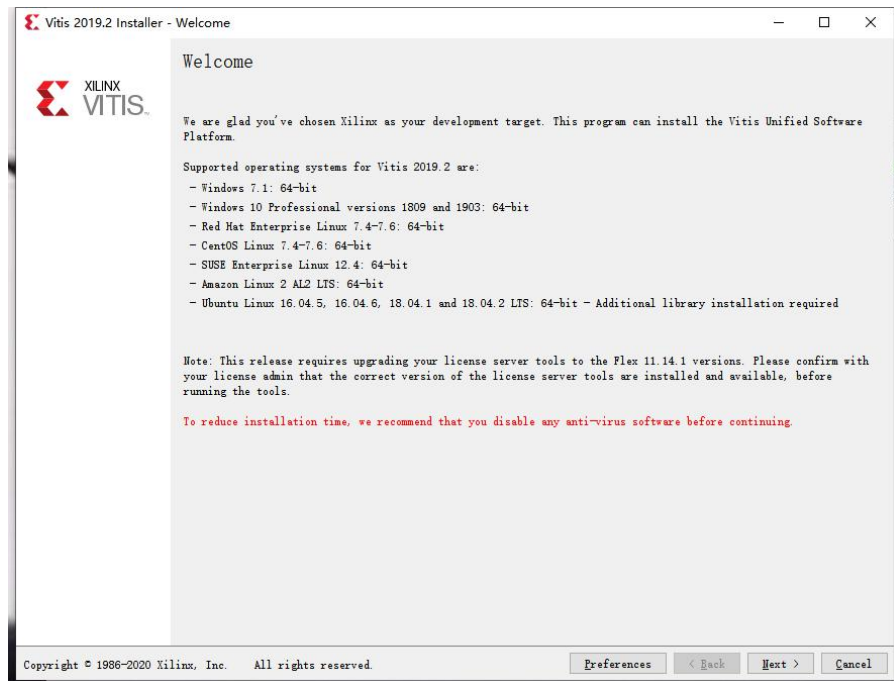 Vitis 2019.2 Installer - Welcome
Welcome
XILINX
VITIS
We are glad you've chosen Xilinx as your development target. This program can install the Vitis Unified Software
Platform.
Supported operating systems for Vitis 2019.2 are:
- Windows 7.1: 64-bit
- Windows 10 Professional versions 1809 and 1903: 64-bit
- Red Hat Enterprise Linux 7.4-7.6: 64-bit
- CentOS Linux 7.4-7.6: 64-bit
- SUSE Enterprise Linux 12.4: 64-bit
- Amazon Linux 2 AL2 LTS: 64-bit
- Ubuntu Linux 16.04.5, 16.04.6, 18.04.1 and 18.04.2 LTS: 64-bit - Additional library installation required
Note: This release requires upgrading your license server tools to the Flex 11.14.1 versions. Please confirm with
your license admin that the correct version of the license server tools are installed and available, before
running the tools.
To reduce installation time, we recommend that you disable any anti-virus software before continuing.
Copyright © 1986-2020 Xilinx, Inc. All rights reserved.
Preferences < Back Next > Cancel